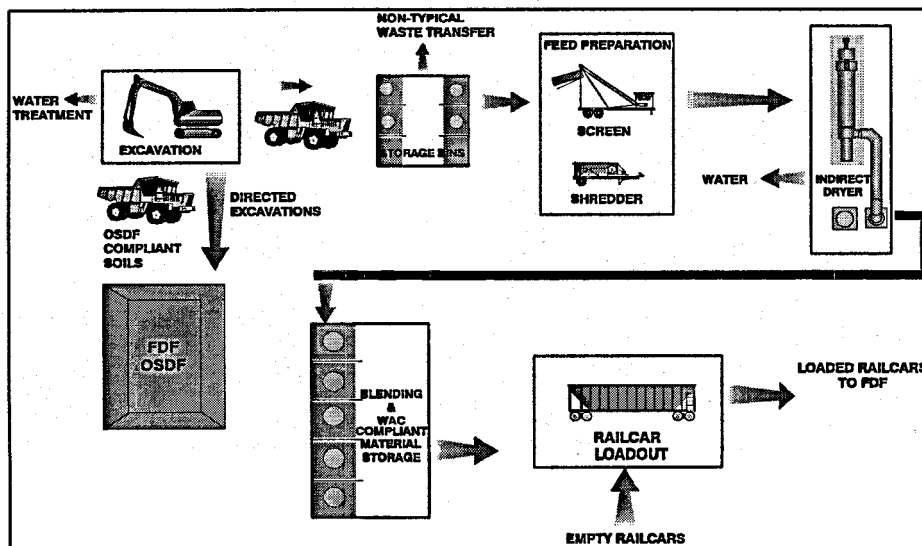 NON-TYPICAL
WASTE TRANSFER
FEED PREPARATION
WATER
TREATMENT
EXCAVATION
STORAGE BINS
SCREEN
SHREDDER
WATER
INDIRECT
DRYER
DIRECTED
EXCAVATIONS
OSDF
COMPLIANT
SOILS
FDF
OSDF
BLENDING
&
WAC
COMPLIANT
MATERIAL
STORAGE
RAILCAR
LOADOUT
LOADED RAILCARS
TO FDF
EMPTY RAILCARS